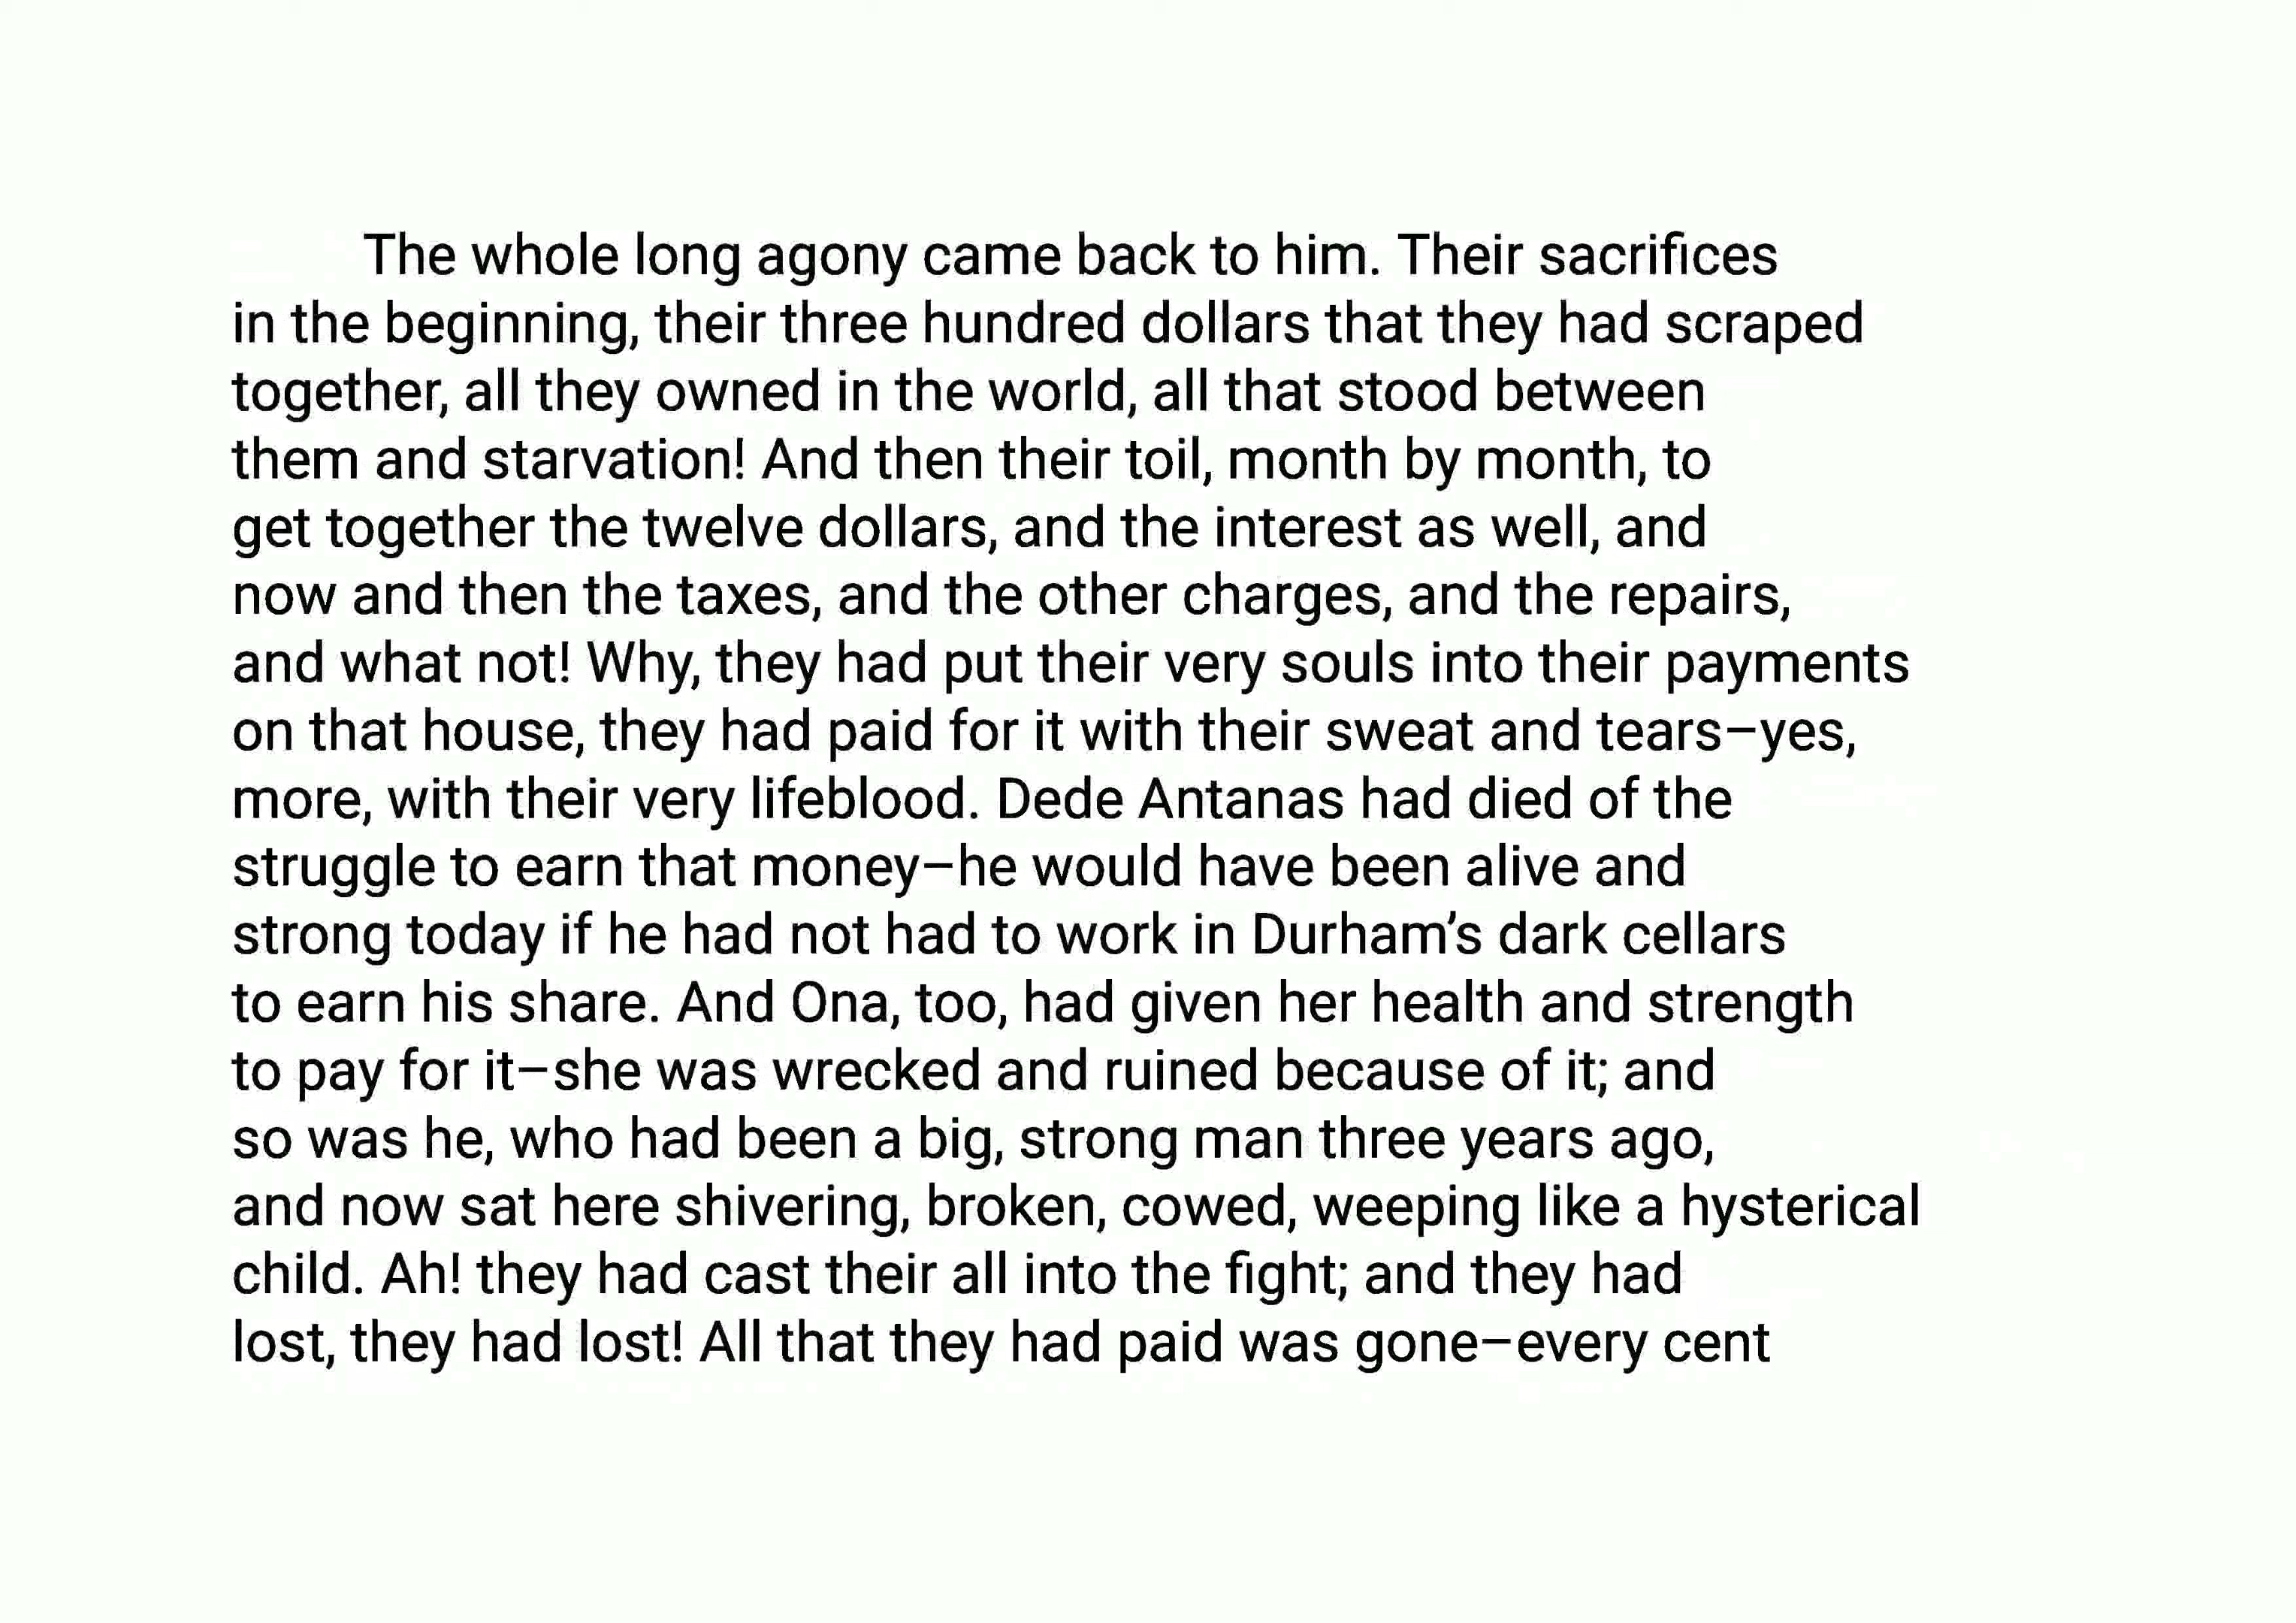 The whole long agony came back to him. Their sacrifices
in the beginning, their three hundred dollars that they had scraped
together, all they owned in the world, all that stood between
them and starvation! And then their toil, month by month, to
get together the twelve dollars, and the interest as well, and
now and then the taxes, and the other charges, and the repairs,
and what not! Why, they had put their very souls into their payments
on that house, they had paid for it with their sweat and tears–yes,
more, with their very lifeblood. Dede Antanas had died of the
struggle to earn that money–he would have been alive and
strong today if he had not had to work in Durham’s dark cellars
to earn his share. And Ona, too, had given her health and strength
to pay for it–she was wrecked and ruined because of it; and
so was he, who had been a big, strong man three years ago,
and now sat here shivering, broken, cowed, weeping like a hysterical
child. Ah! they had cast their all into the fight; and they had
lost, they had lost! All that they had paid was gone–every cent